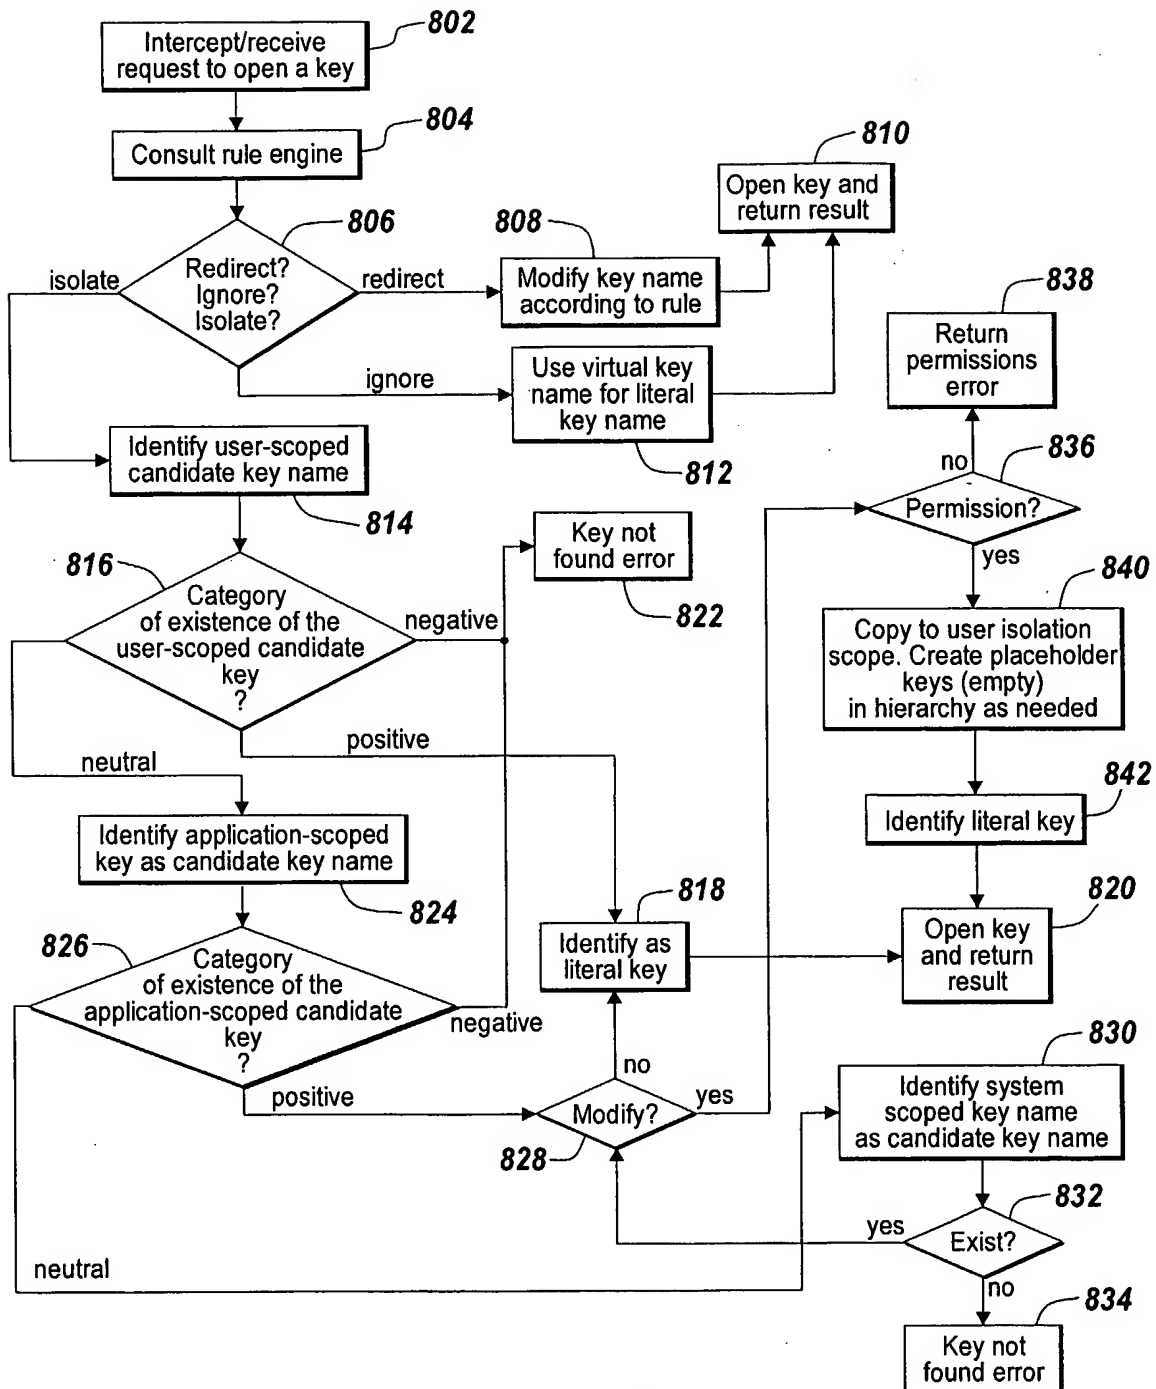 802
Intercept/receive
request to open a key
804
Consult rule engine
806
Redirect?
Ignore?
Isolate?
isolate
redirect
ignore
808
Modify key name
according to rule
810
Open key and
return result
Use virtual key
name for literal
key name
812
838
Return
permissions
error
no
836
Permission?
yes
Identify user-scoped
candidate key name
814
816
Category
of existence of the
user-scoped candidate
key
?
negative
positive
neutral
Key not
found error
822
840
Copy to user isolation
scope. Create placeholder
keys (empty)
in hierarchy as needed
842
Identify literal key
Identify application-scoped
key as candidate key name
824
818
Identify as
literal key
820
Open key
and return
result
826
Category
of existence of the
application-scoped candidate
key
?
negative
positive
neutral
no
Modify?
yes
828
830
Identify system
scoped key name
as candidate key name
832
yes
Exist?
no
834
Key not
found error